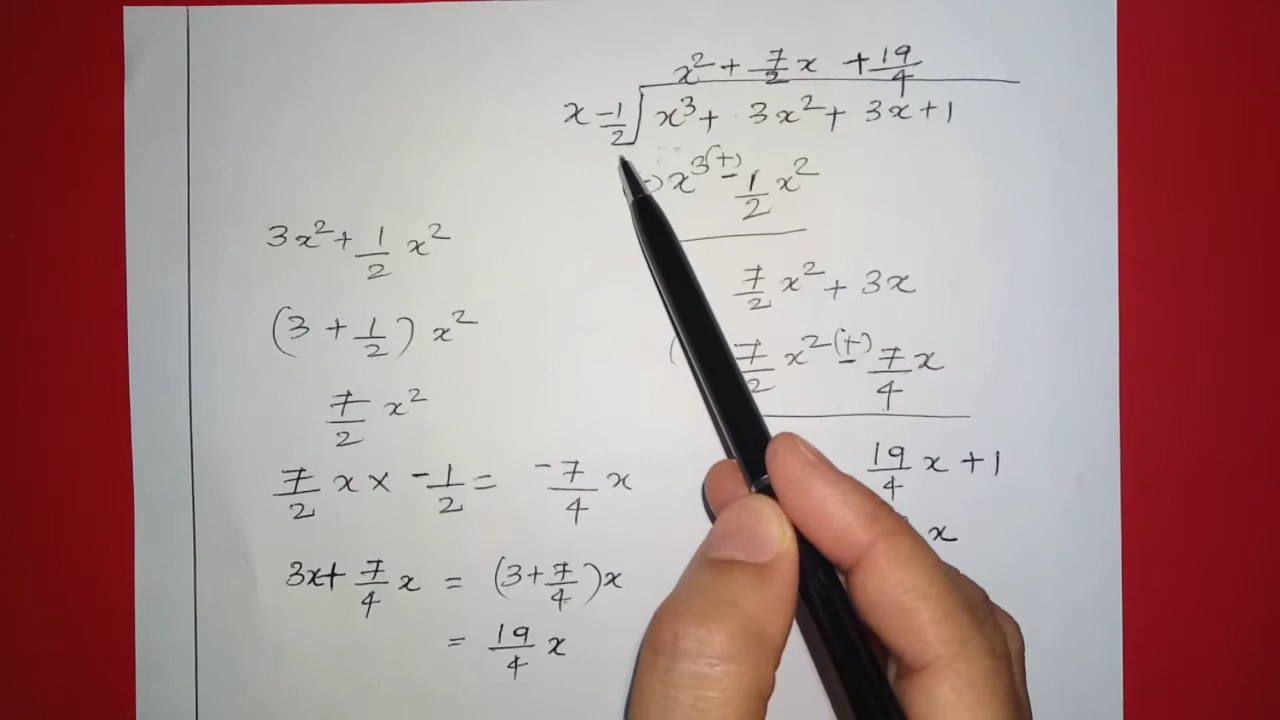 x² + 7/2 x + 19/4
x - 1/2 x³ + 3x² + 3x + 1
-) x³ (+) - 1/2 x²
7/2 x² + 3x
( 7/2 x² (+) - 7/4 x
19/4 x + 1
x
3x² + 1/2 x²
(3 + 1/2) x²
7/2 x²
7/2 x × -1/2 = -7/4 x
3x + 7/4 x = (3 + 7/4)x
= 19/4 x